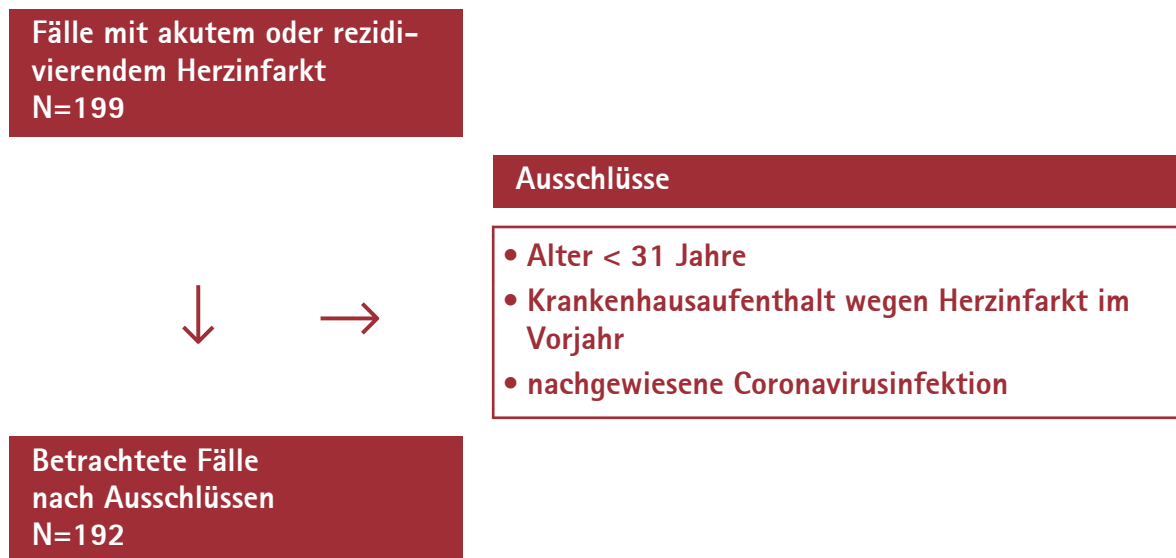 Fälle mit akutem oder rezidi-
vierendem Herzinfarkt
N=199
Ausschlüsse
• Alter < 31 Jahre
• Krankenhausaufenthalt wegen Herzinfarkt im
Vorjahr
• nachgewiesene Coronavirusinfektion
Betrachtete Fälle
nach Ausschlüssen
N=192